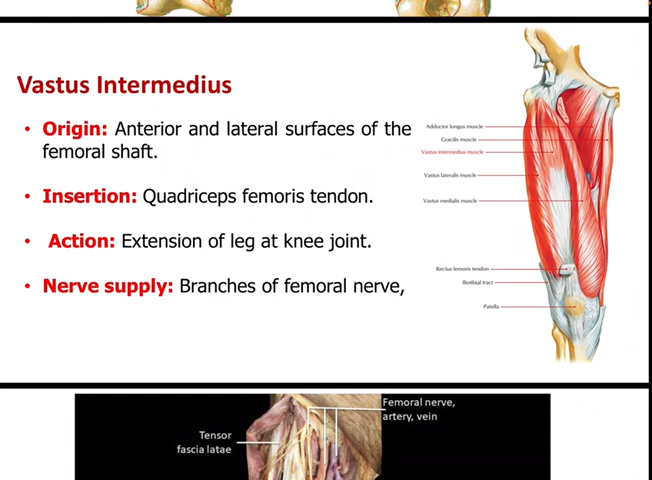 Vastus Intermedius
• Origin: Anterior and lateral surfaces of the
femoral shaft.
• Insertion: Quadriceps femoris tendon.
• Action: Extension of leg at knee joint.
• Nerve supply: Branches of femoral nerve,
Adductor longus muscle
Gracilis muscle
Vastus intermedius muscle
Vastus lateralis muscle
Vastus medialis muscle
Rectus femoris tendon
Iliotibial tract
Patella
Femoral nerve,
artery, vein
Tensor
fascia latae